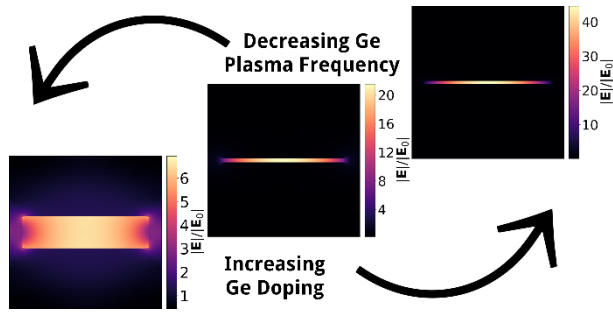 Decreasing Ge
Plasma Frequency
40
30
20
10
|E|/|E₀|
20
16
12
8
4
|E|/|E₀|
6
5
4
3
2
1
|E|/|E₀|
Increasing
Ge Doping